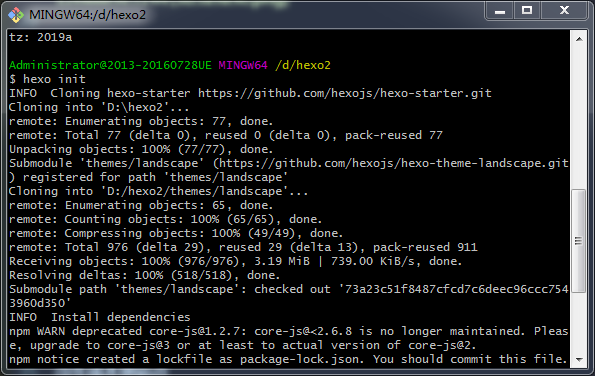 MINGW64:/d/hexo2
tz: 2019a
Administrator@2013-20160728UE MINGW64 /d/hexo2
$ hexo init
INFO  Cloning hexo-starter https://github.com/hexojs/hexo-starter.git
Cloning into 'D:\hexo2'...
remote: Enumerating objects: 77, done.
remote: Total 77 (delta 0), reused 0 (delta 0), pack-reused 77
Unpacking objects: 100% (77/77), done.
Submodule 'themes/landscape' (https://github.com/hexojs/hexo-theme-landscape.git
) registered for path 'themes/landscape'
Cloning into 'D:/hexo2/themes/landscape'...
remote: Enumerating objects: 65, done.
remote: Counting objects: 100% (65/65), done.
remote: Compressing objects: 100% (49/49), done.
remote: Total 976 (delta 29), reused 29 (delta 13), pack-reused 911
Receiving objects: 100% (976/976), 3.19 MiB | 739.00 KiB/s, done.
Resolving deltas: 100% (518/518), done.
Submodule path 'themes/landscape': checked out '73a23c51f8487cfcd7c6deec96ccc754
3960d350'
INFO  Install dependencies
npm WARN deprecated core-js@1.2.7: core-js@<2.6.8 is no longer maintained. Pleas
e, upgrade to core-js@3 or at least to actual version of core-js@2.
npm notice created a lockfile as package-lock.json. You should commit this file.